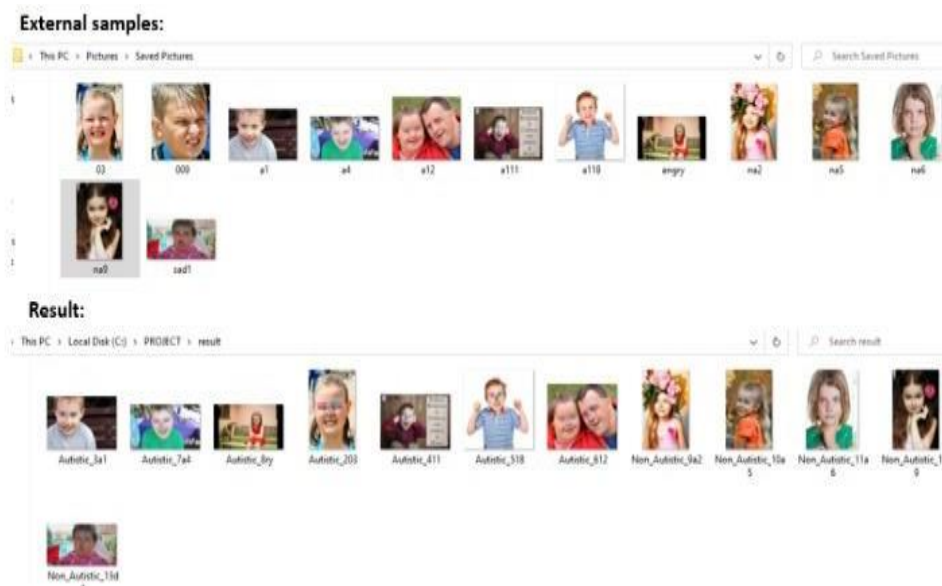 External samples:
This PC > Pictures > Saved Pictures
Search Saved Pictures
03 009 a1 a4 a12 a111 a118 angry na2 na5 na6
na9 sad1
Result:
This PC > Local Disk (C:) > PROJECT > result
Search result
Autistic_3a1 Autistic_7a4 Autistic_8ry Autistic_203 Autistic_411 Autistic_518 Autistic_612 Non_Autistic_9a2 Non_Autistic_10a Non_Autistic_11a Non_Autistic_1
5 6 9
Non_Autistic_13d